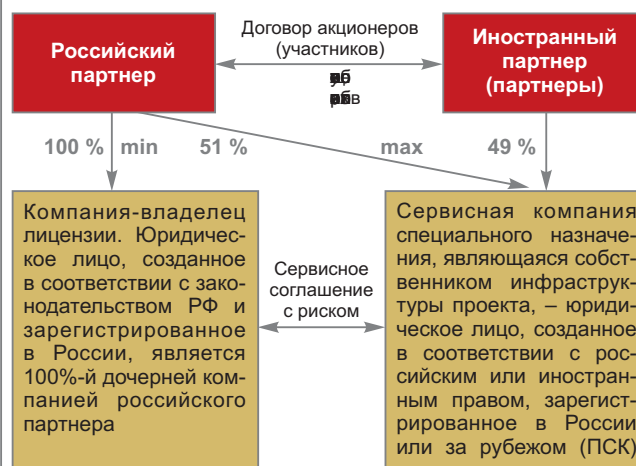 Российский
партнер
Договор акционеров
(участников)
Иностранный
партнер
(партнеры)
100 % min 51 % max 49 %
Компания-владелец
лицензии. Юридичес-
кое лицо, созданное
в соответствии с зако-
нодательством РФ и
зарегистрированное
в России, является
100%-й дочерней ком-
панией российского
партнера
Сервисное
соглашение
с риском
Сервисная компания
специального назначе-
ния, являющаяся собст-
венником инфраструк-
туры проекта, – юриди-
ческое лицо, созданное
в соответствии с рос-
сийским или иностран-
ным правом, зарегист-
рированное в России
или за рубежом (ПСК)